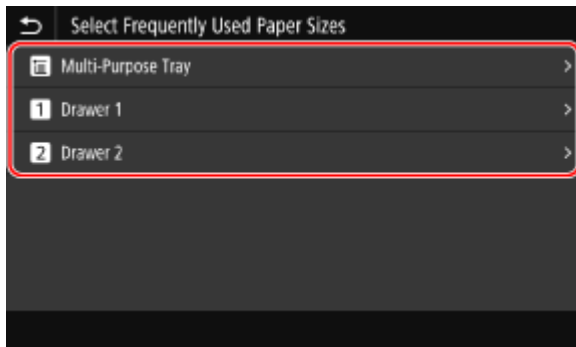 Select Frequently Used Paper Sizes
Multi-Purpose Tray
1 Drawer 1
2 Drawer 2